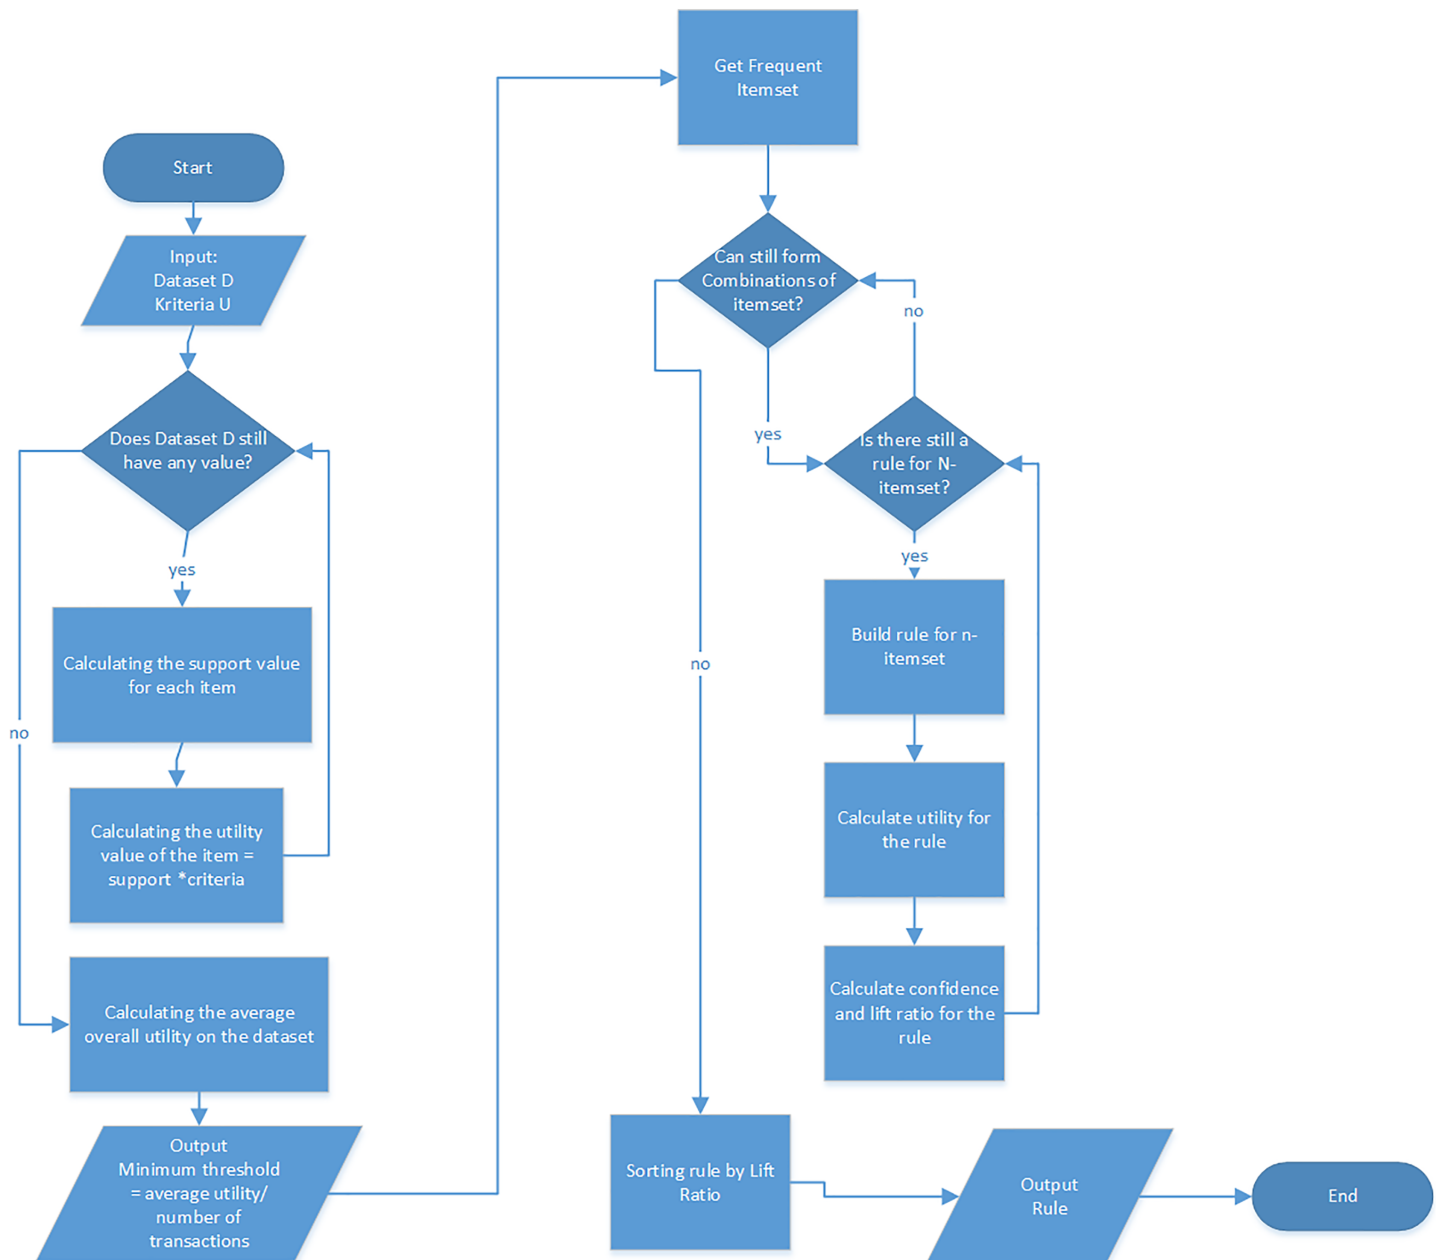 Start
Input:
Dataset D
Kriteria U
Does Dataset D still
have any value?
yes
Calculating the support value
for each item
Calculating the utility
value of the item =
support *criteria
no
Calculating the average
overall utility on the dataset
Output
Minimum threshold
= average utility/
number of
transactions
Get Frequent
Itemset
Can still form
Combinations of
itemset?
no
yes
Is there still a
rule for N-
itemset?
yes
Build rule for n-
itemset
Calculate utility for
the rule
Calculate confidence
and lift ratio for the
rule
no
Sorting rule by Lift
Ratio
Output
Rule
End